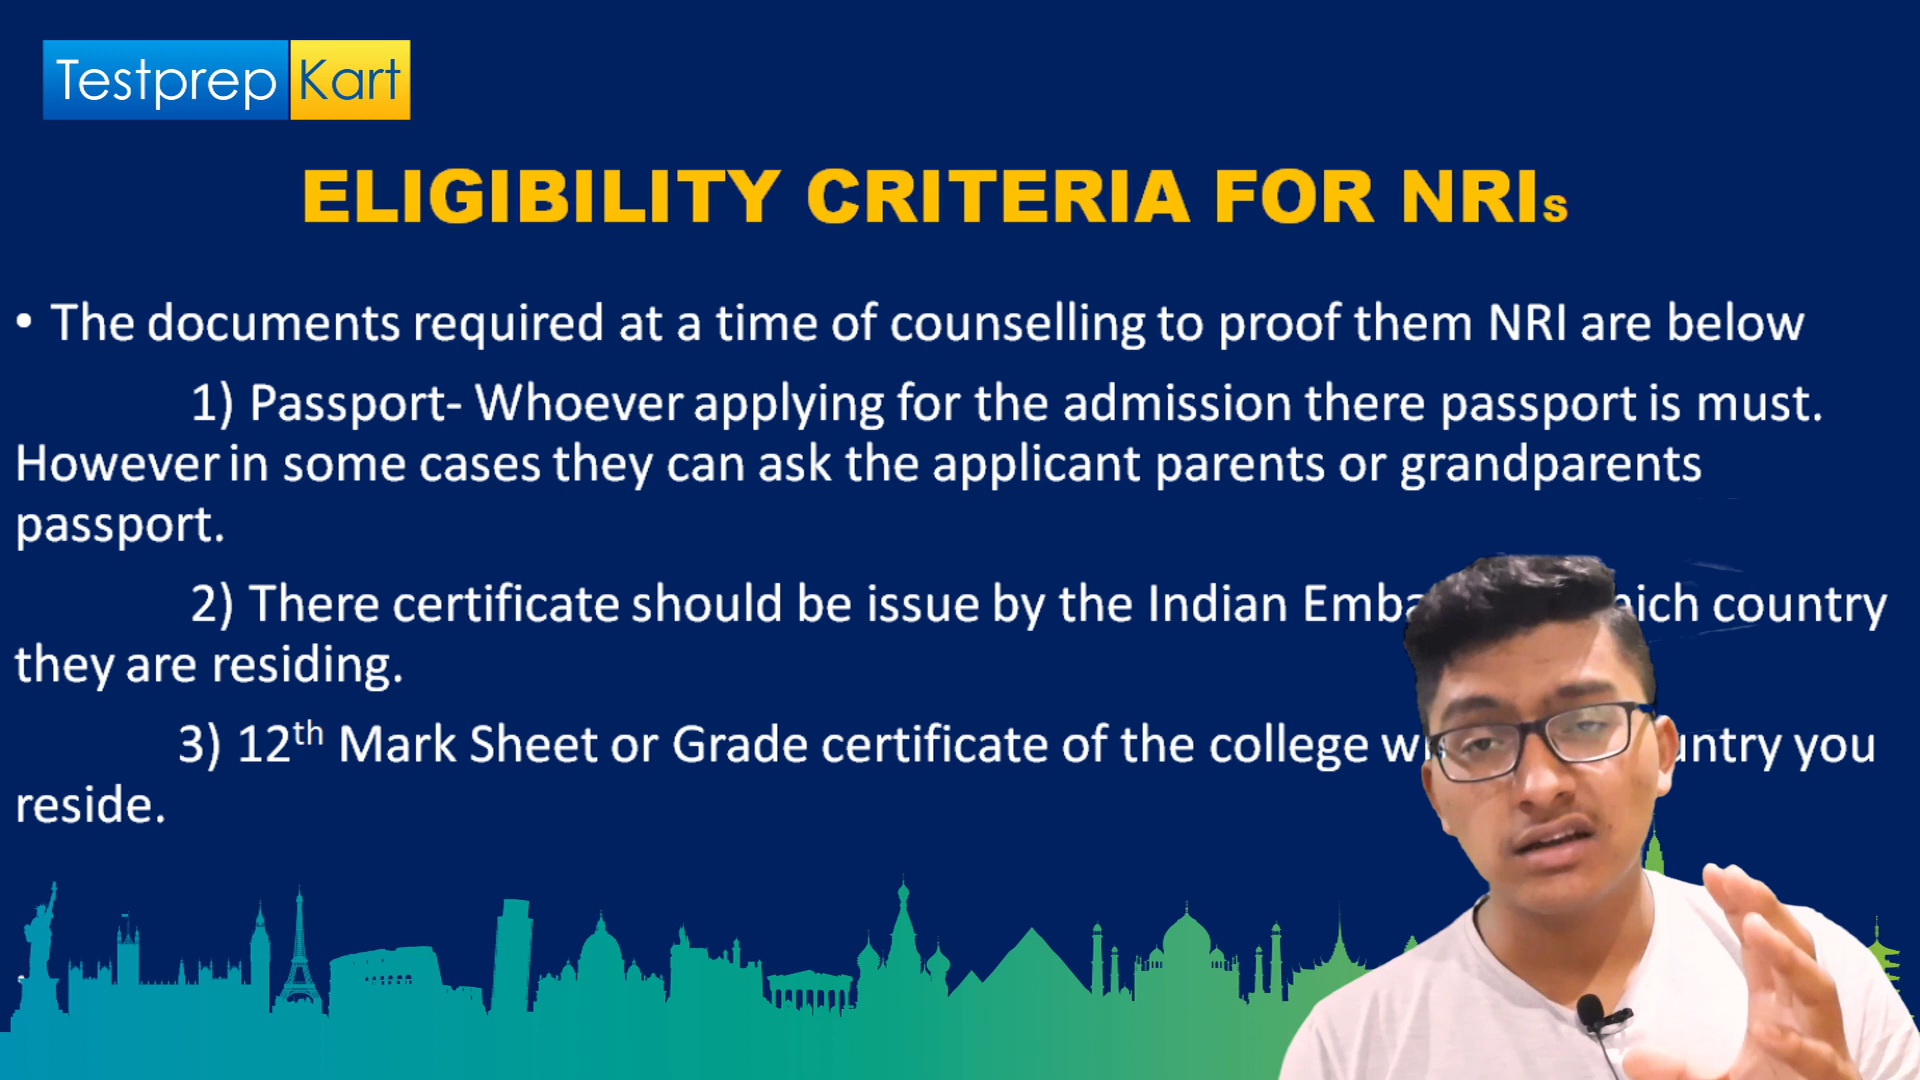 Testprep Kart
ELIGIBILITY CRITERIA FOR NRIs
• The documents required at a time of counselling to proof them NRI are below
1) Passport- Whoever applying for the admission there passport is must.
However in some cases they can ask the applicant parents or grandparents
passport.
2) There certificate should be issue by the Indian country
they are residing.
3) 12th Mark Sheet or Grade certificate of the college you
reside.